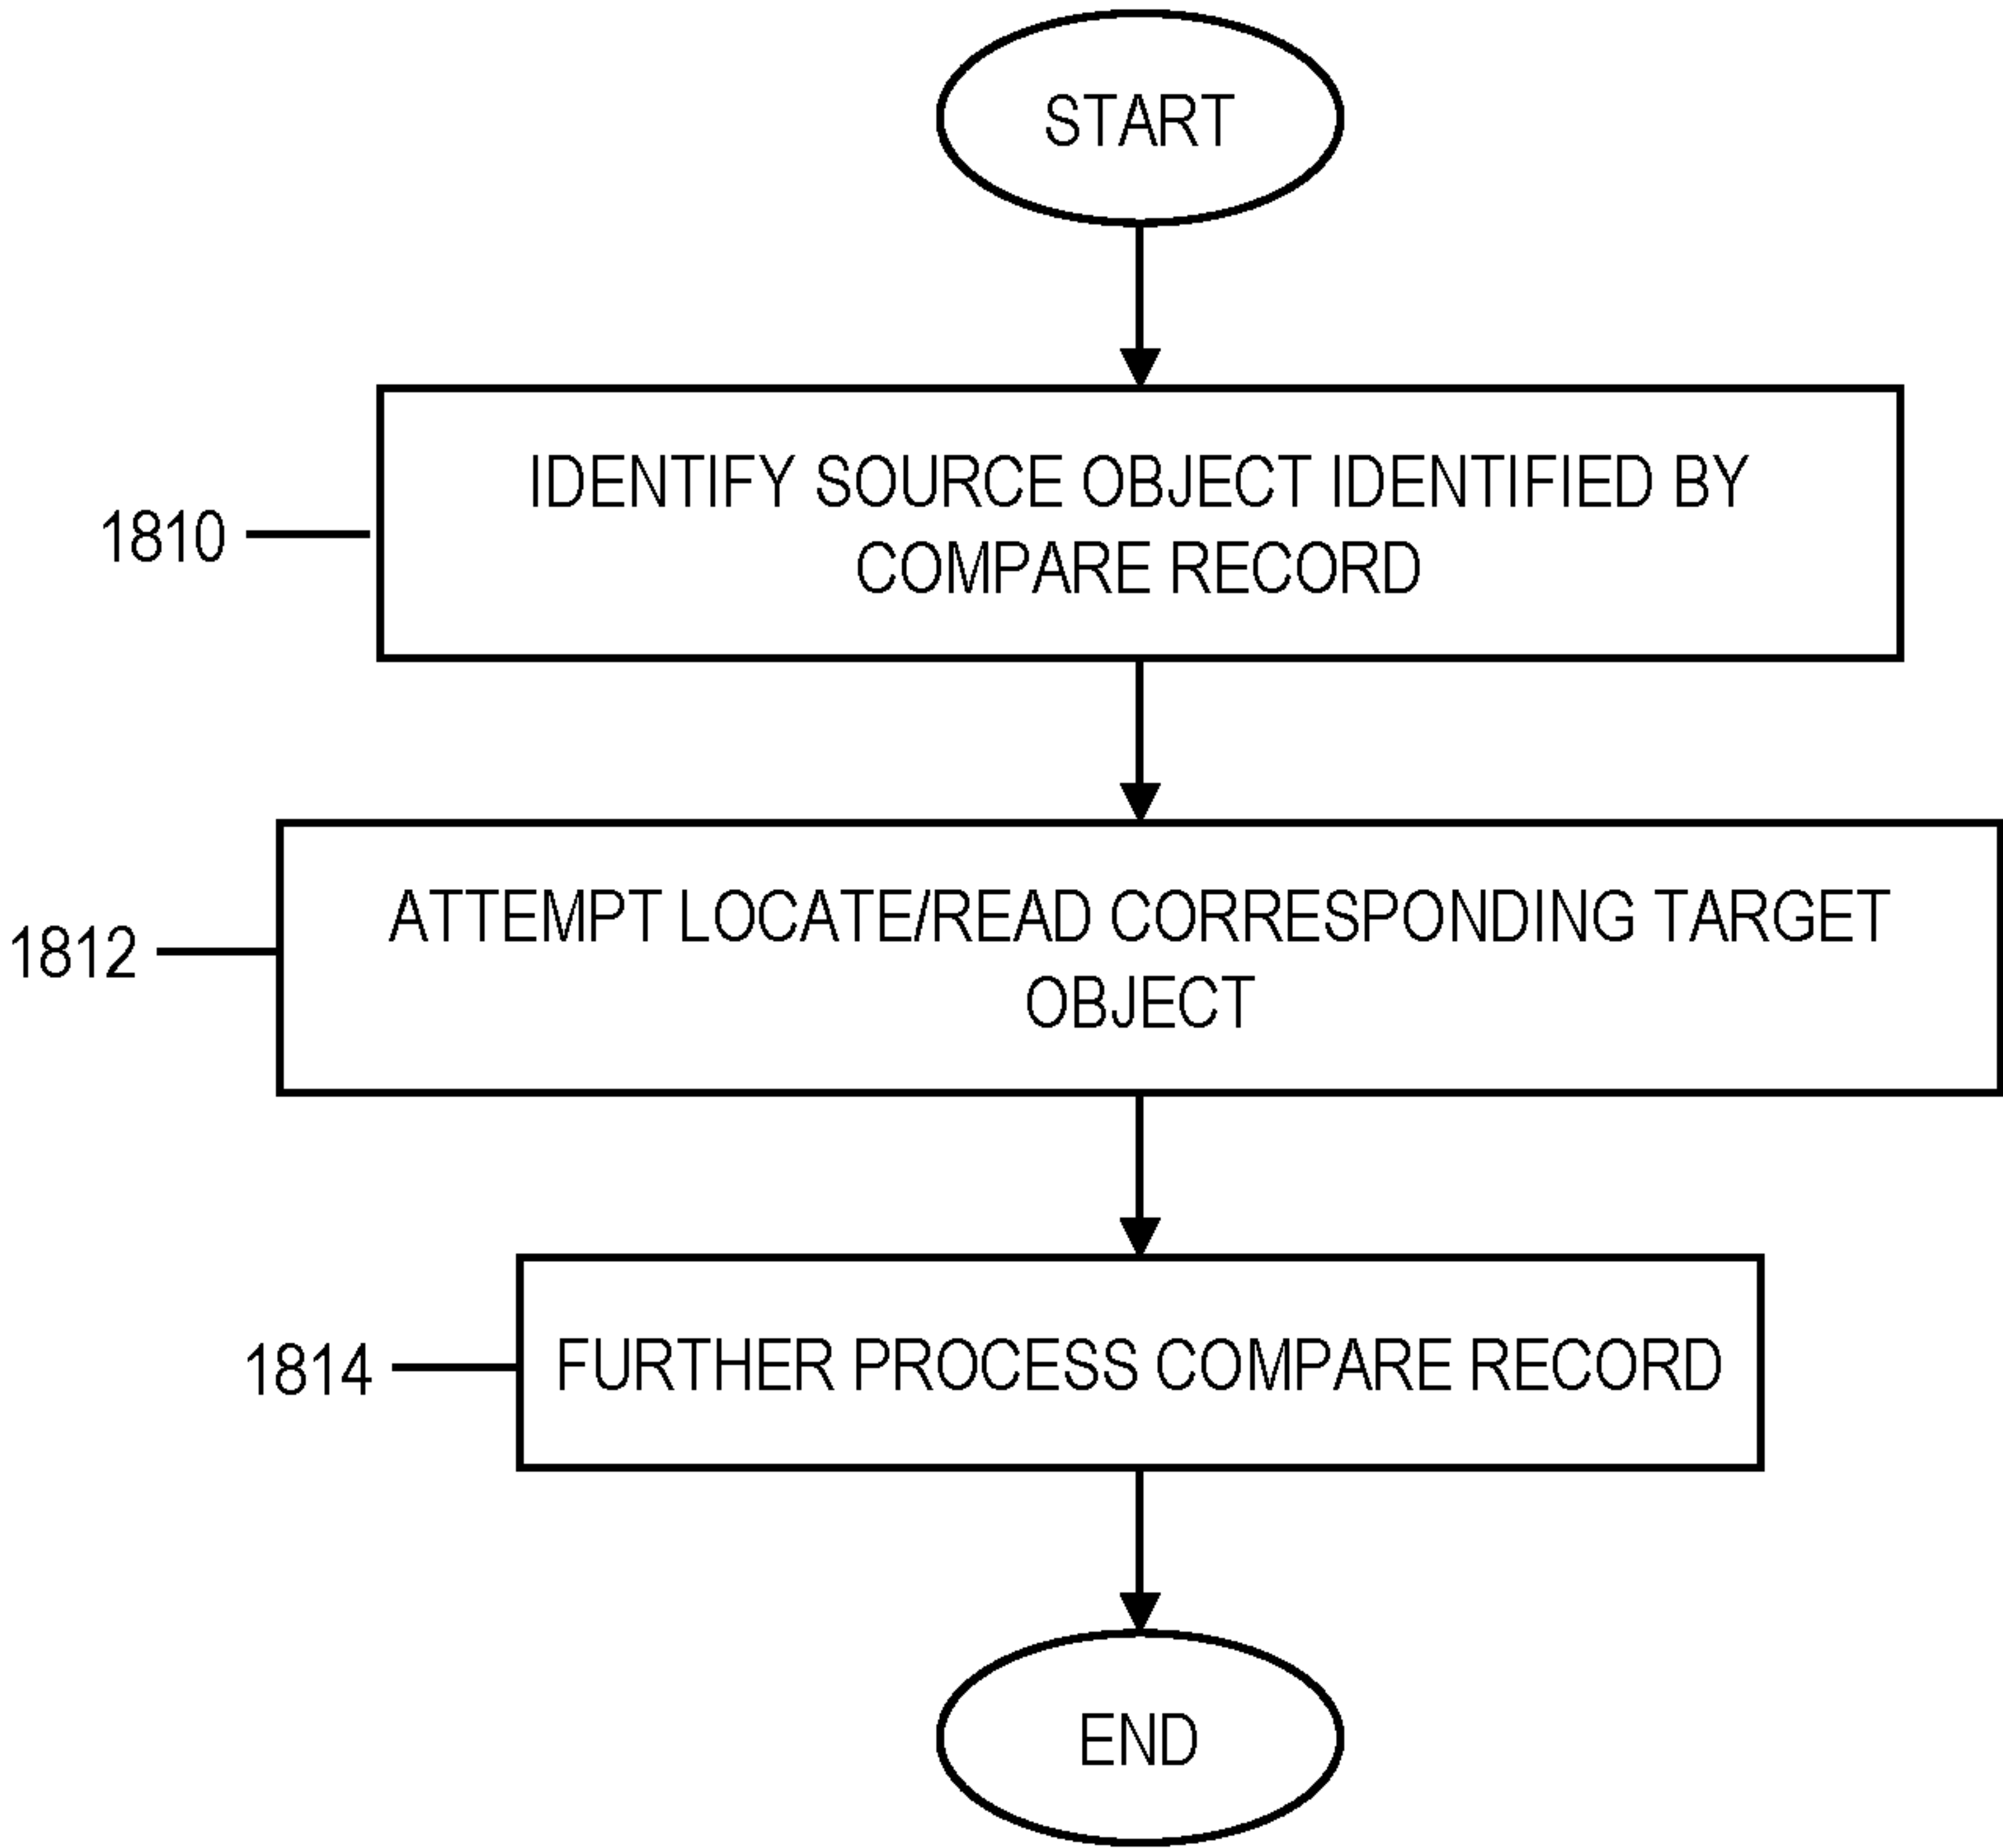 START
IDENTIFY SOURCE OBJECT IDENTIFIED BY
COMPARE RECORD
1810
ATTEMPT LOCATE/READ CORRESPONDING TARGET
OBJECT
1812
FURTHER PROCESS COMPARE RECORD
1814
END